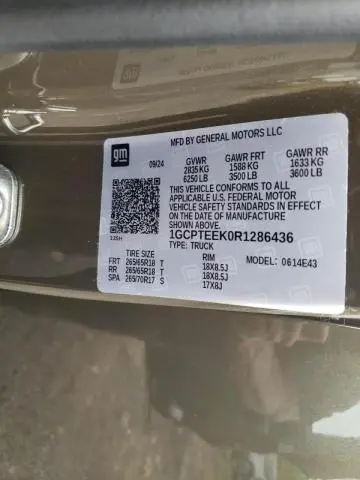 gm
MFD BY GENERAL MOTORS LLC
09/24 GVWR GAWR FRT GAWR RR
2835 KG 1588 KG 1633 KG
6250 LB 3500 LB 3600 LB
THIS VEHICLE CONFORMS TO ALL
APPLICABLE U.S. FEDERAL MOTOR
VEHICLE SAFETY STANDARDS IN EFFECT
ON THE DATE OF MANUFACTURE
SHOWN ABOVE.
1GCPTEEK0R1286436
TYPE: TRUCK
12SH
TIRE SIZE RIM MODEL: 0614E43
FRT 265/65R18 T 18X8.5J
RR 265/65R18 T 18X8.5J
SPA 265/70R17 S 17X8J